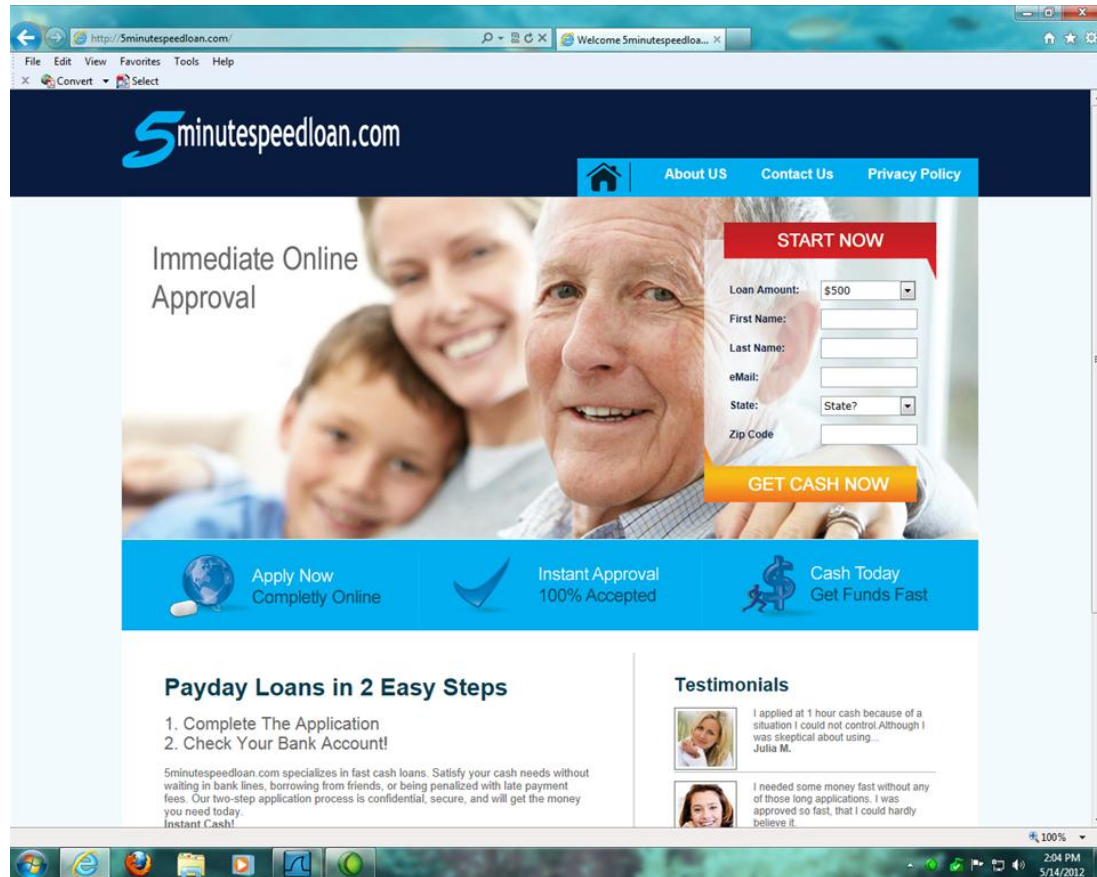 http://5minutespeedloan.com/
Welcome 5minutespeedloa...
File Edit View Favorites Tools Help
Convert Select
5minutespeedloan.com
About US Contact Us Privacy Policy
Immediate Online
Approval
START NOW
Loan Amount: $500
First Name:
Last Name:
eMail:
State: State?
Zip Code
GET CASH NOW
Apply Now
Completly Online
Instant Approval
100% Accepted
Cash Today
Get Funds Fast
Payday Loans in 2 Easy Steps
1. Complete The Application
2. Check Your Bank Account!
5minutespeedloan.com specializes in fast cash loans. Satisfy your cash needs without
waiting in bank lines, borrowing from friends, or being penalized with late payment
fees. Our two-step application process is confidential, secure, and will get the money
you need today.
Instant Cash!
Testimonials
I applied at 1 hour cash because of a
situation I could not control.Although I
was skeptical about using...
Julia M.
I needed some money fast without any
of those long applications. I was
approved so fast, that I could hardly
believe it.
100%
2:04 PM
5/14/2012